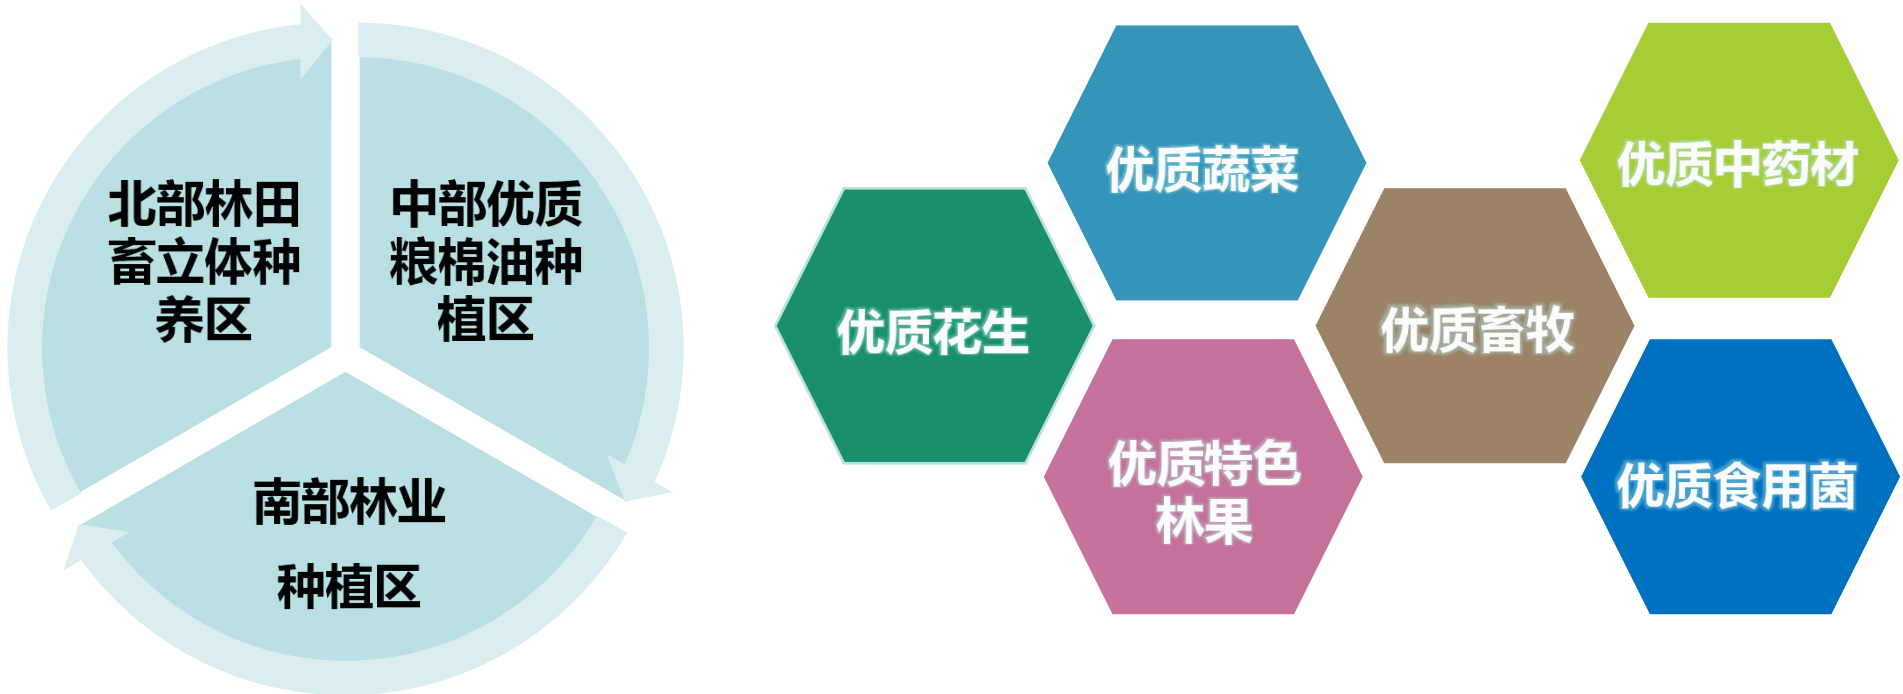 北部林田
畜立体种
养区
中部优质
粮棉油种
植区
南部林业
种植区
优质花生
优质蔬菜
优质特色
林果
优质畜牧
优质中药材
优质食用菌